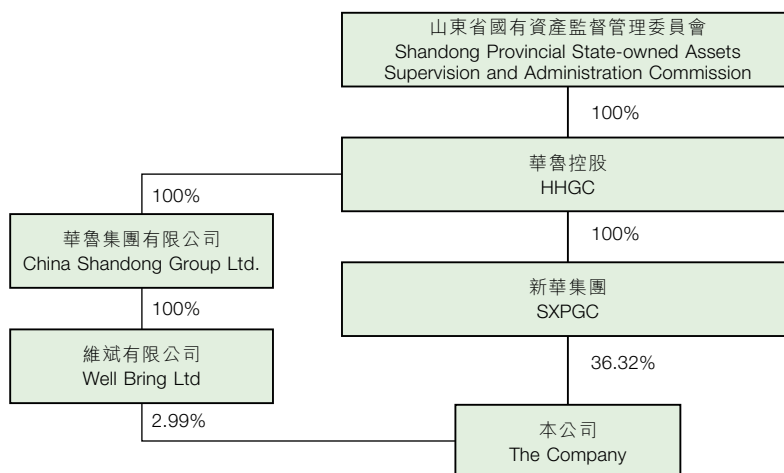 山東省國有資產監督管理委員會
Shandong Provincial State-owned Assets
Supervision and Administration Commission
100%
華魯控股
HHGC
100%
100%
華魯集團有限公司
China Shandong Group Ltd.
新華集團
SXPGC
100%
維斌有限公司
Well Bring Ltd
36.32%
2.99%
本公司
The Company